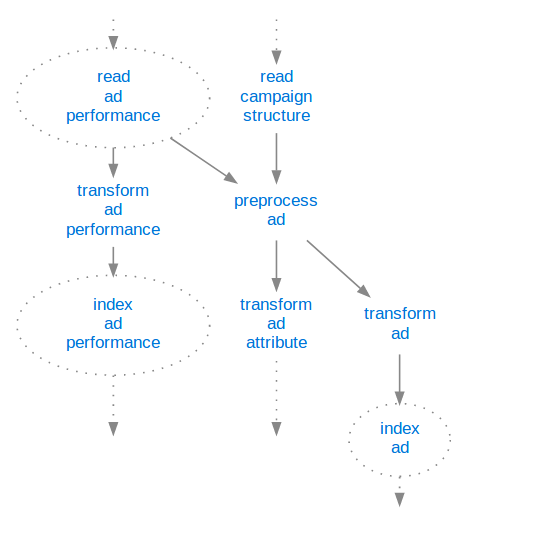 read
ad
performance
read
campaign
structure
transform
ad
performance
preprocess
ad
index
ad
performance
transform
ad
attribute
transform
ad
index
ad